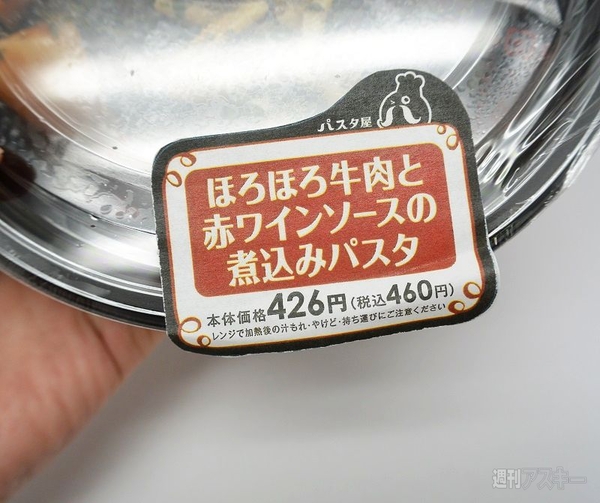 パスタ屋
ほろほろ牛肉と
赤ワインソースの
煮込みパスタ
本体価格426円(税込460円)
レンジで加熱後の汁もれ・やけど・持ち運びにご注意ください
週刊アスキー